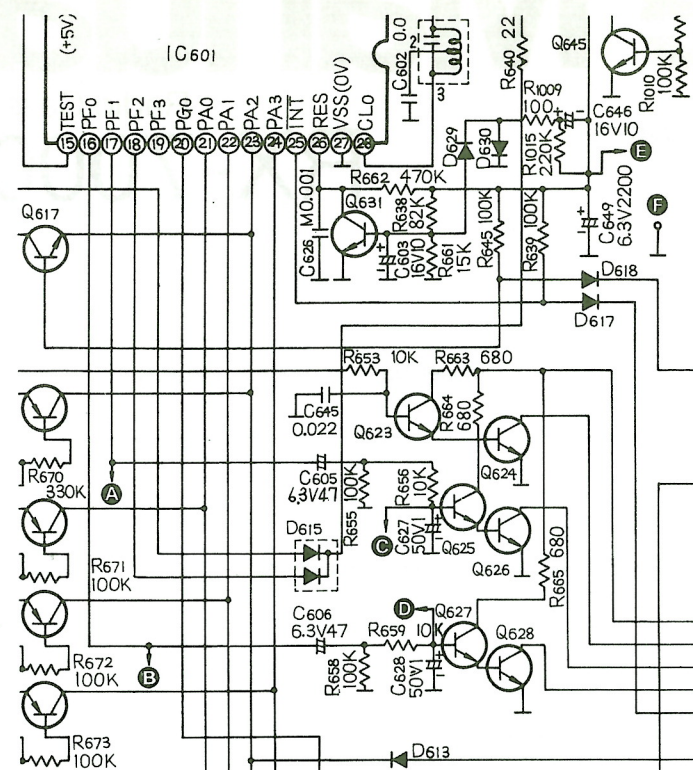 (+5V)
IC601
C602 0.0
2
3
R640 22
Q645
R1010 100K
R1009
100
C646
16V10
R1015
220K
E
TEST
PF0
PF1
PF2
PF3
PG0
PA0
PA1
PA2
PA3
INT
RES
VSS(0V)
CL0
15 16 17 18 19 20 21 22 23 24 25 26 27 28
D629
D630
R662 470K
Q617
C626 M0.001
Q631
R638
82K
C603
16V10
R661
15K
R645 100K
R639 100K
C649
6.3V2200
F
D618
D617
R653 10K
R663 680
C645
0.022
Q623
R664
680
Q624
R670
330K
A
C605
6.3V47
R655 100K
R656
10K
C
C627
50V1
Q625
Q626
R665 680
D615
R671
100K
C606
6.3V47
D
Q627
R659 10K
Q628
R658
100K
C628
50V1
B
R672
100K
R673
100K
D613